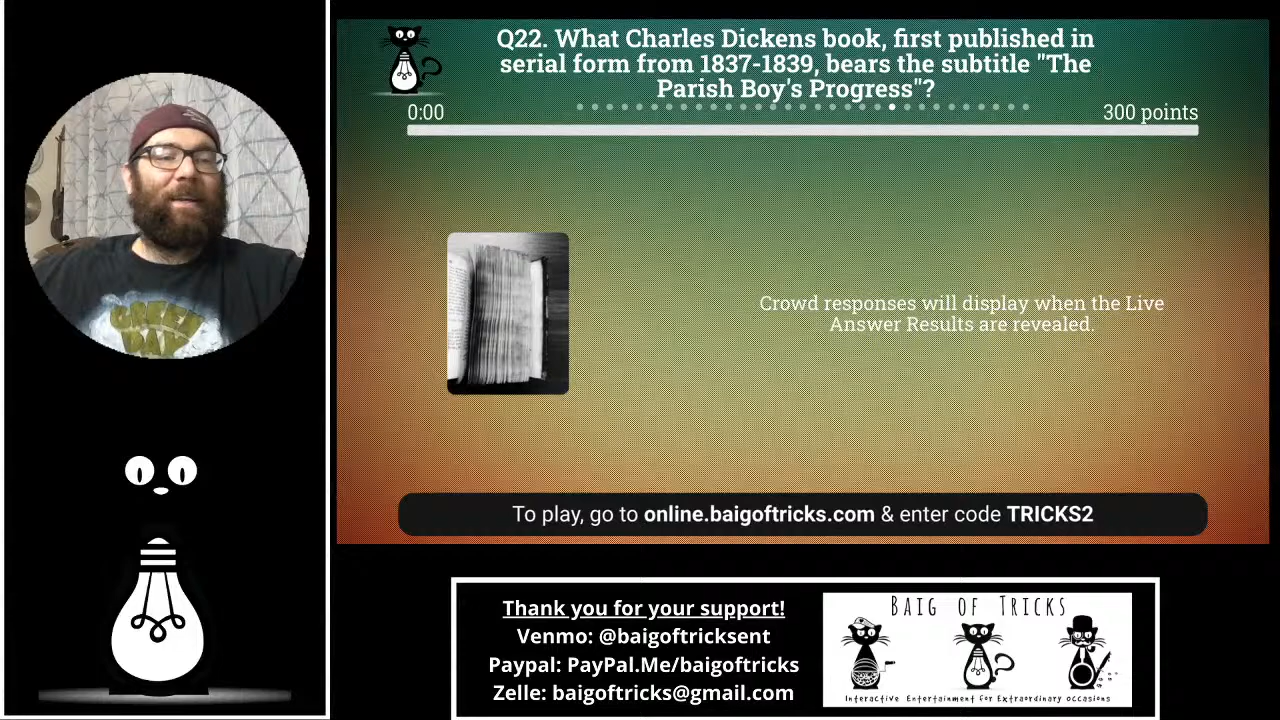 Q22. What Charles Dickens book, first published in
serial form from 1837-1839, bears the subtitle "The
Parish Boy's Progress"?
0:00
300 points
GREEN
DAY
Crowd responses will display when the Live
Answer Results are revealed.
To play, go to online.baigoftricks.com & enter code TRICKS2
Thank you for your support!
Venmo: @baigoftricksent
Paypal: PayPal.Me/baigoftricks
Zelle: baigoftricks@gmail.com
BAIG OF TRICKS
Interactive Entertainment for Extraordinary occasions